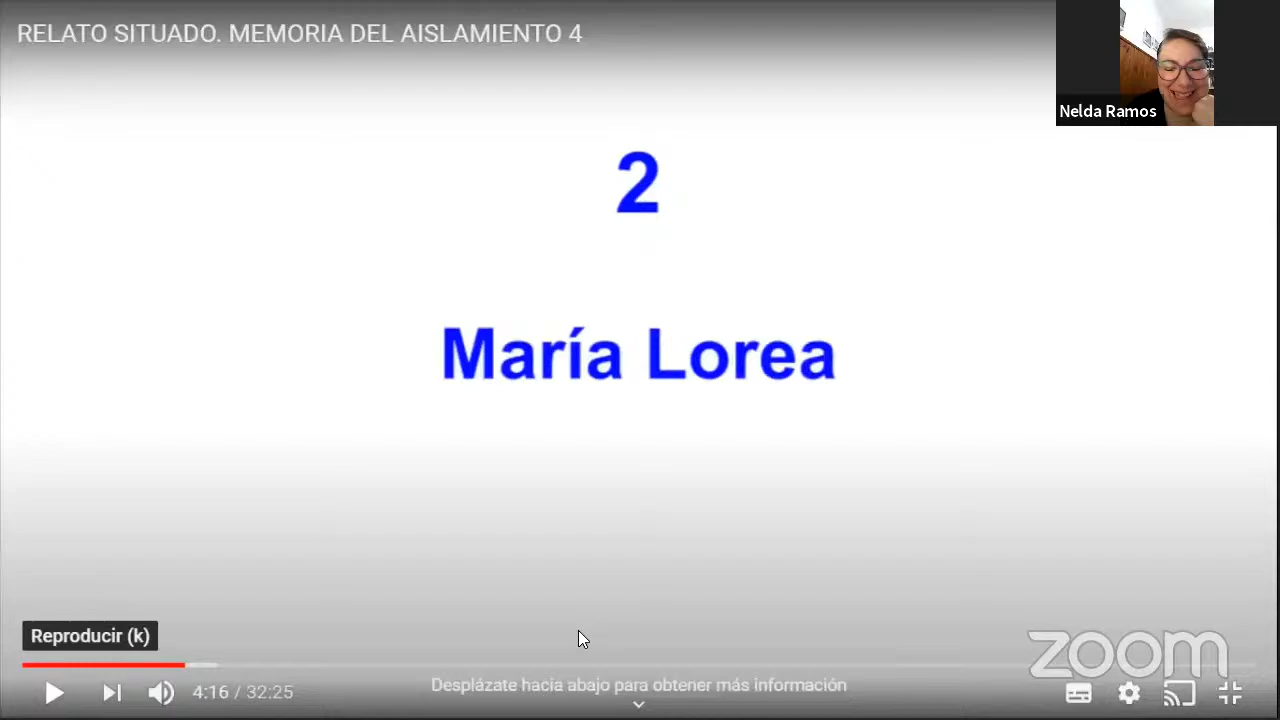 RELATO SITUADO. MEMORIA DEL AISLAMIENTO 4
Nelda Ramos
2
María Lorea
Reproducir (k)
zoom
4:16 / 32:25
Desplázate hacia abajo para obtener más información